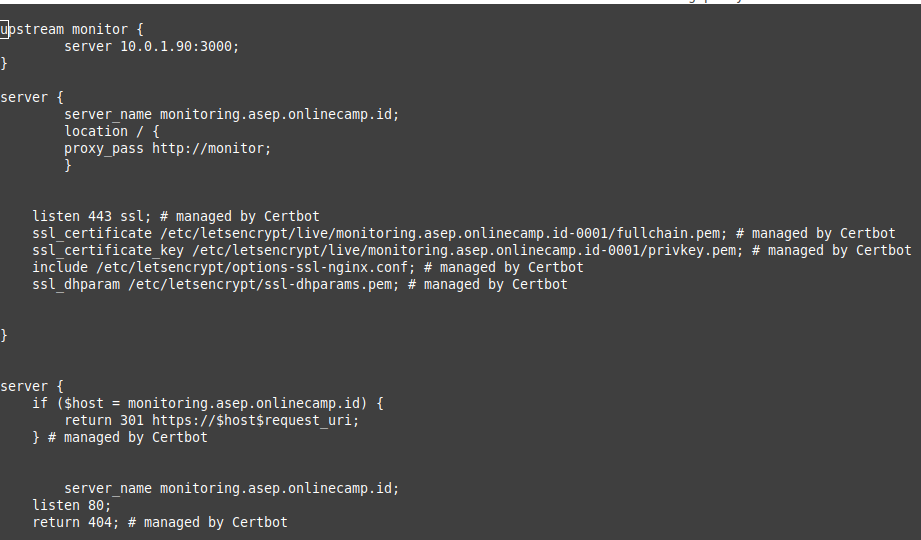 upstream monitor {
        server 10.0.1.90:3000;
}
server {
        server_name monitoring.asep.onlinecamp.id;
        location / {
        proxy_pass http://monitor;
        }
    listen 443 ssl; # managed by Certbot
    ssl_certificate /etc/letsencrypt/live/monitoring.asep.onlinecamp.id-0001/fullchain.pem; # managed by Certbot
    ssl_certificate_key /etc/letsencrypt/live/monitoring.asep.onlinecamp.id-0001/privkey.pem; # managed by Certbot
    include /etc/letsencrypt/options-ssl-nginx.conf; # managed by Certbot
    ssl_dhparam /etc/letsencrypt/ssl-dhparams.pem; # managed by Certbot
}
server {
    if ($host = monitoring.asep.onlinecamp.id) {
        return 301 https://$host$request_uri;
    } # managed by Certbot
        server_name monitoring.asep.onlinecamp.id;
    listen 80;
    return 404; # managed by Certbot